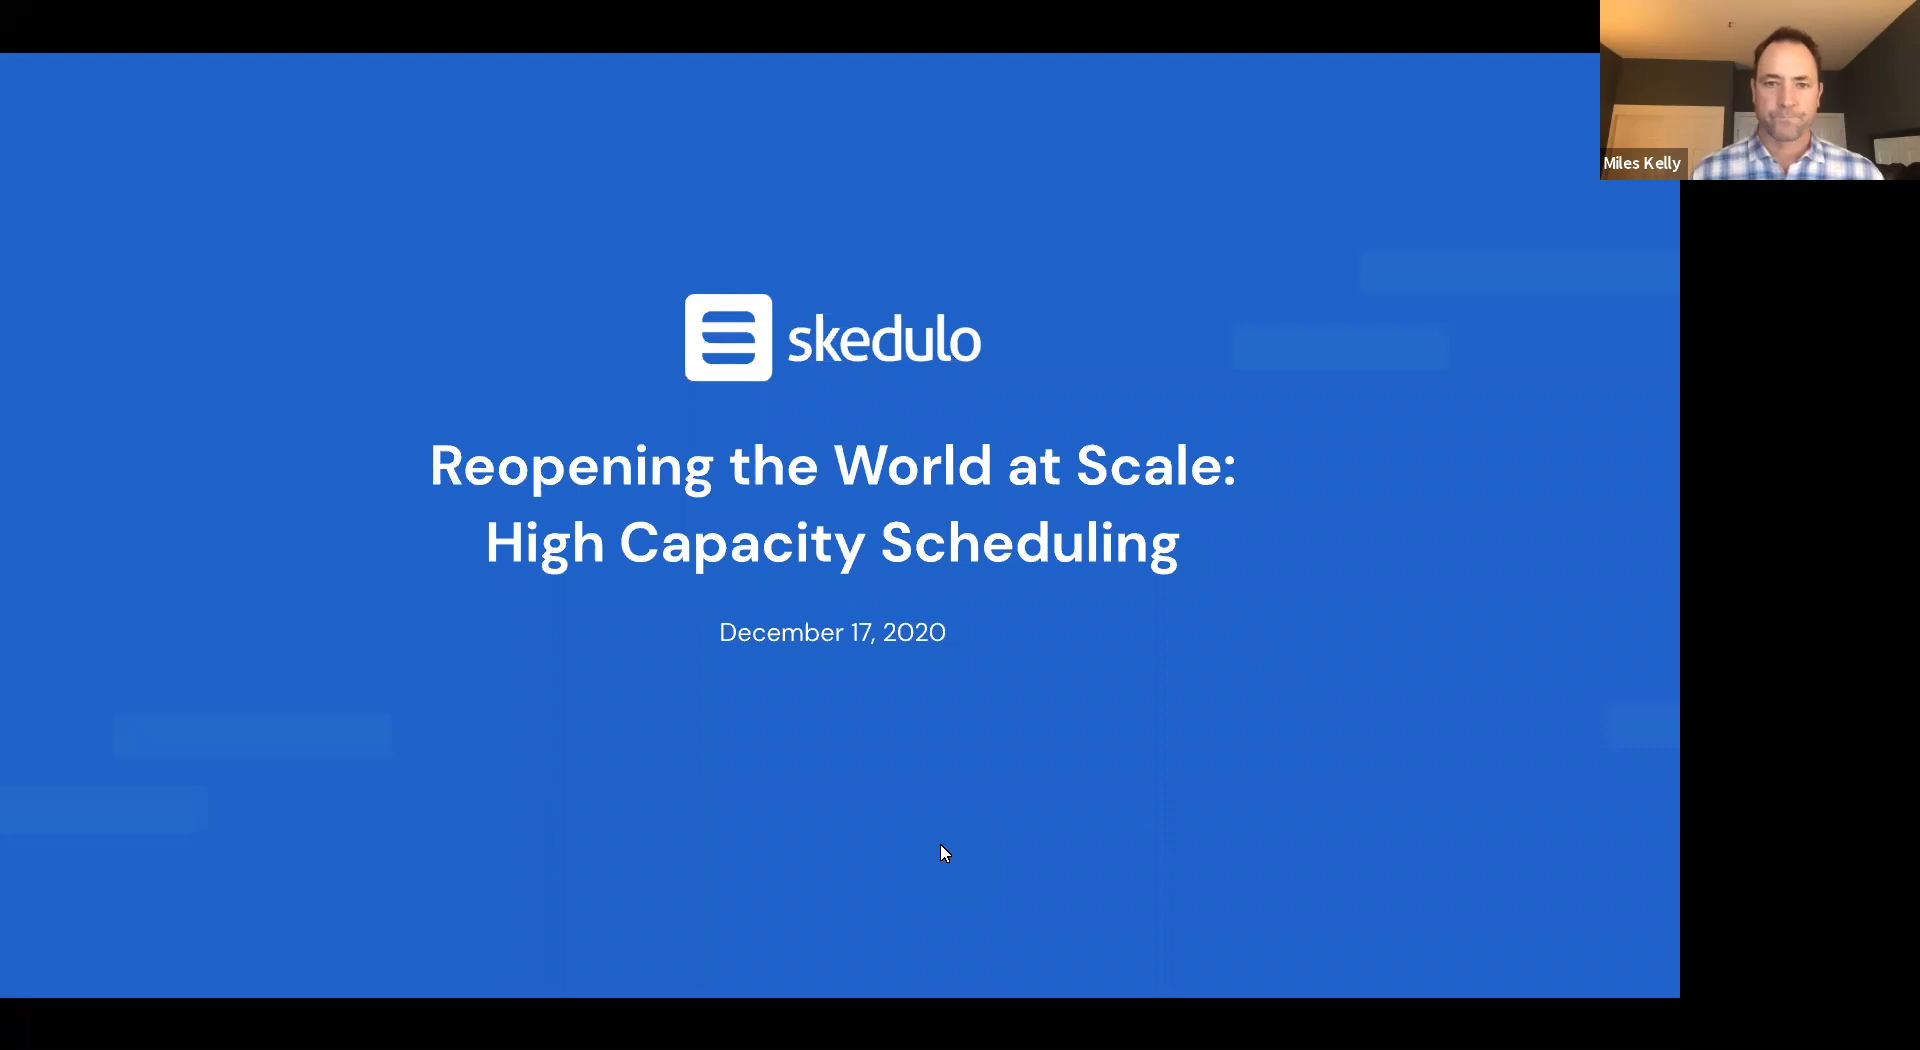 Miles Kelly
skedulo
Reopening the World at Scale:
High Capacity Scheduling
December 17, 2020